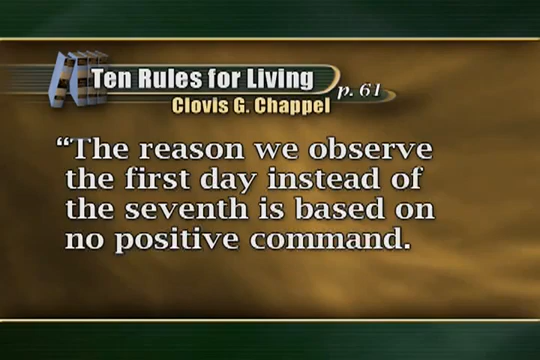 Ten Rules for Living
p. 61
Clovis G. Chappel
“The reason we observe
the first day instead of
the seventh is based on
no positive command.